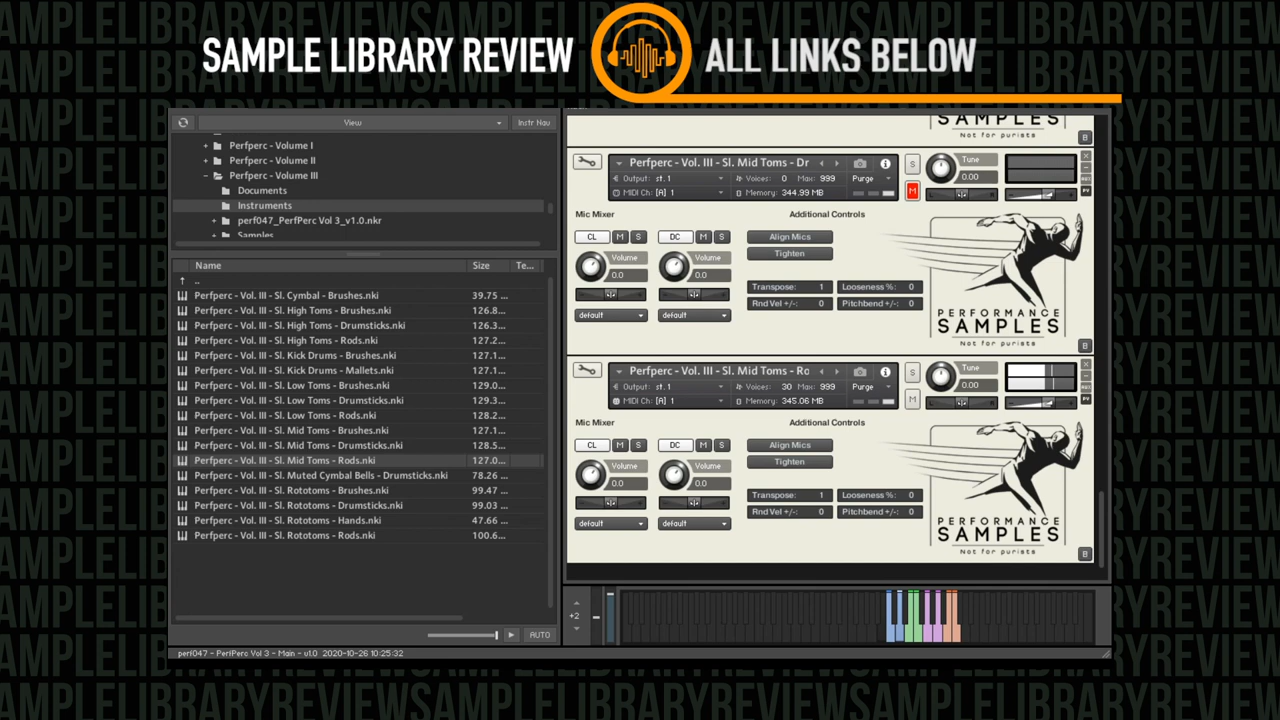 SAMPLE LIBRARY REVIEW
ALL LINKS BELOW
View
Instr Nav
Perfperc - Volume I
Perfperc - Volume II
Perfperc - Volume III
Documents
Instruments
perf047_PerfPerc Vol 3_v1.0.nkr
Samples
Name Size Te...
..
Perfperc - Vol. III - Sl. Cymbal - Brushes.nki 39.75 ...
Perfperc - Vol. III - Sl. High Toms - Brushes.nki 126.8...
Perfperc - Vol. III - Sl. High Toms - Drumsticks.nki 126.3...
Perfperc - Vol. III - Sl. High Toms - Rods.nki 127.2...
Perfperc - Vol. III - Sl. Kick Drums - Brushes.nki 127.1...
Perfperc - Vol. III - Sl. Kick Drums - Mallets.nki 127.1...
Perfperc - Vol. III - Sl. Low Toms - Brushes.nki 129.0...
Perfperc - Vol. III - Sl. Low Toms - Drumsticks.nki 129.3...
Perfperc - Vol. III - Sl. Low Toms - Rods.nki 128.2...
Perfperc - Vol. III - Sl. Mid Toms - Brushes.nki 127.1...
Perfperc - Vol. III - Sl. Mid Toms - Drumsticks.nki 128.5...
Perfperc - Vol. III - Sl. Mid Toms - Rods.nki 127.0...
Perfperc - Vol. III - Sl. Muted Cymbal Bells - Drumsticks.nki 78.26 ...
Perfperc - Vol. III - Sl. Rototoms - Brushes.nki 99.47 ...
Perfperc - Vol. III - Sl. Rototoms - Drumsticks.nki 99.03 ...
Perfperc - Vol. III - Sl. Rototoms - Hands.nki 47.66 ...
Perfperc - Vol. III - Sl. Rototoms - Rods.nki 100.6...
AUTO
perf047 - PerfPerc Vol 3 - Main - v1.0 2020-10-26 10:25:32
SAMPLES
Not for purists
B
Perfperc - Vol. III - Sl. Mid Toms - Dr
S
Tune
0.00
Output: st.1 Voices: 0 Max: 999 Purge
MIDI Ch: [A] 1 Memory: 344.99 MB
M
Mic Mixer
Additional Controls
CL M S DC M S Align Mics
Tighten
Volume 0.0 Volume 0.0
Transpose: 1 Looseness %: 0
Rnd Vel +/-: 0 Pitchbend +/-: 0
default default
PERFORMANCE
SAMPLES
Not for purists
B
Perfperc - Vol. III - Sl. Mid Toms - Ro
S
Tune
0.00
Output: st.1 Voices: 30 Max: 999 Purge
MIDI Ch: [A] 1 Memory: 345.06 MB
M
Mic Mixer
Additional Controls
CL M S DC M S Align Mics
Tighten
Volume 0.0 Volume 0.0
Transpose: 1 Looseness %: 0
Rnd Vel +/-: 0 Pitchbend +/-: 0
default default
PERFORMANCE
SAMPLES
Not for purists
B
+2